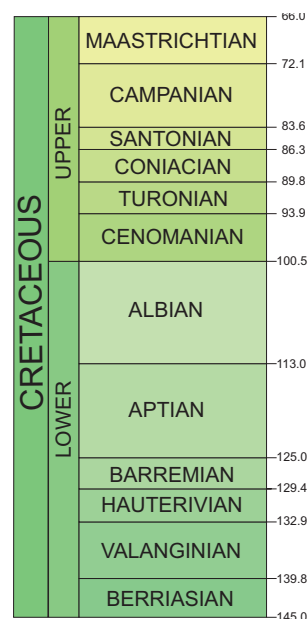 66.0
MAASTRICHTIAN
72.1
CAMPANIAN
83.6
SANTONIAN
86.3
CONIACIAN
89.8
TURONIAN
93.9
CENOMANIAN
100.5
ALBIAN
113.0
APTIAN
125.0
BARREMIAN
129.4
HAUTERIVIAN
132.9
VALANGINIAN
139.8
BERRIASIAN
145.0
UPPER
LOWER
CRETACEOUS